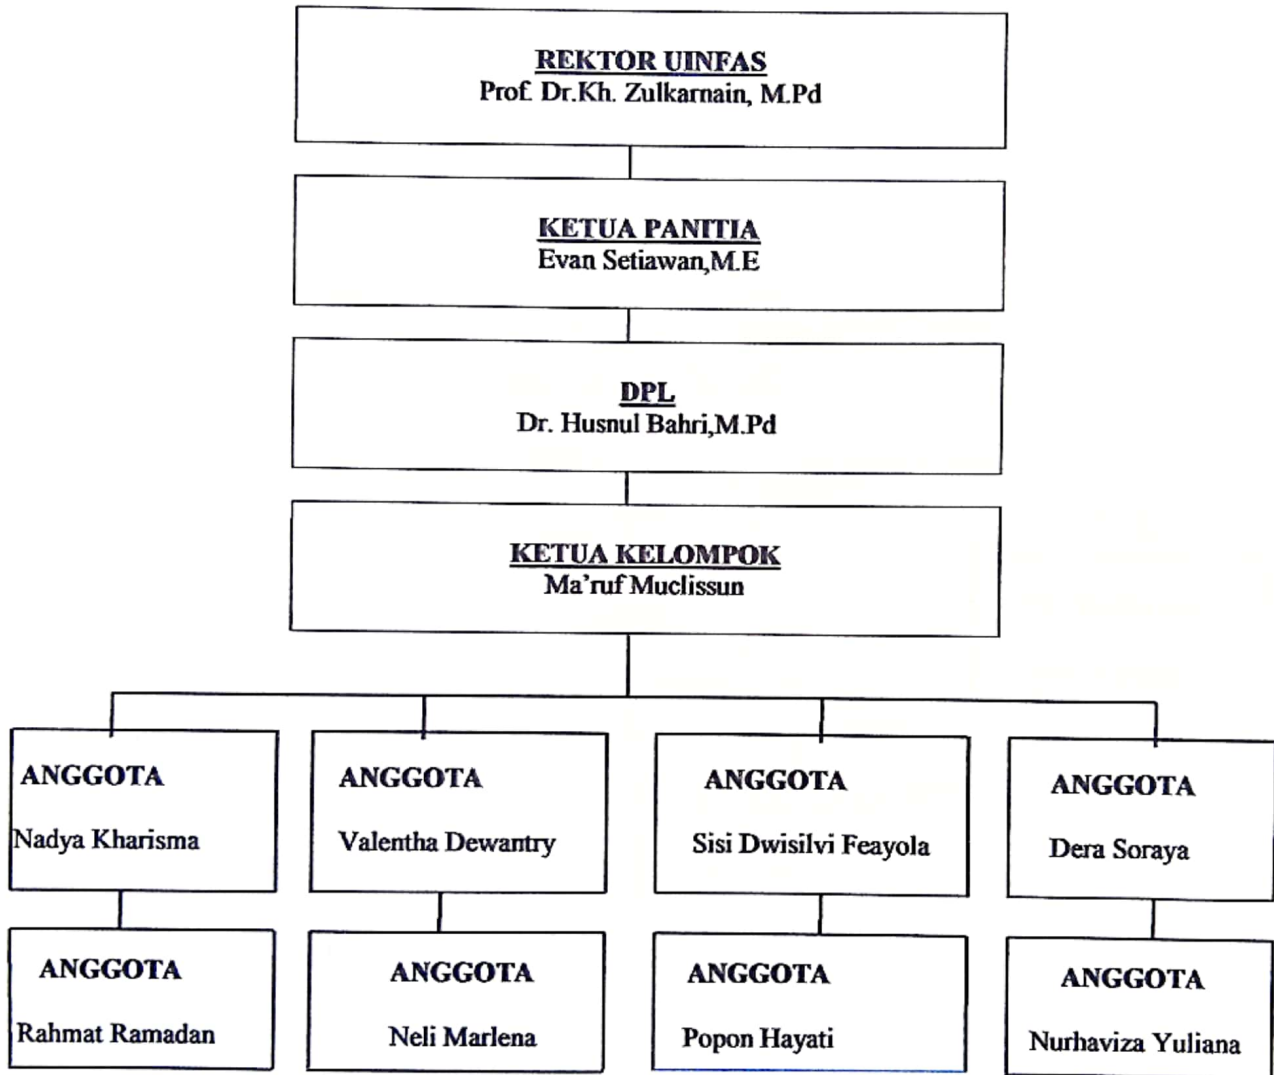 REKTOR UINFAS
Prof. Dr.Kh. Zulkarnain, M.Pd
KETUA PANITIA
Evan Setiawan,M.E
DPL
Dr. Husnul Bahri,M.Pd
KETUA KELOMPOK
Ma'ruf Muclissun
ANGGOTA
Nadya Kharisma
ANGGOTA
Valentha Dewantry
ANGGOTA
Sisi Dwisilvi Feayola
ANGGOTA
Dera Soraya
ANGGOTA
Rahmat Ramadan
ANGGOTA
Neli Marlena
ANGGOTA
Popon Hayati
ANGGOTA
Nurhaviza Yuliana